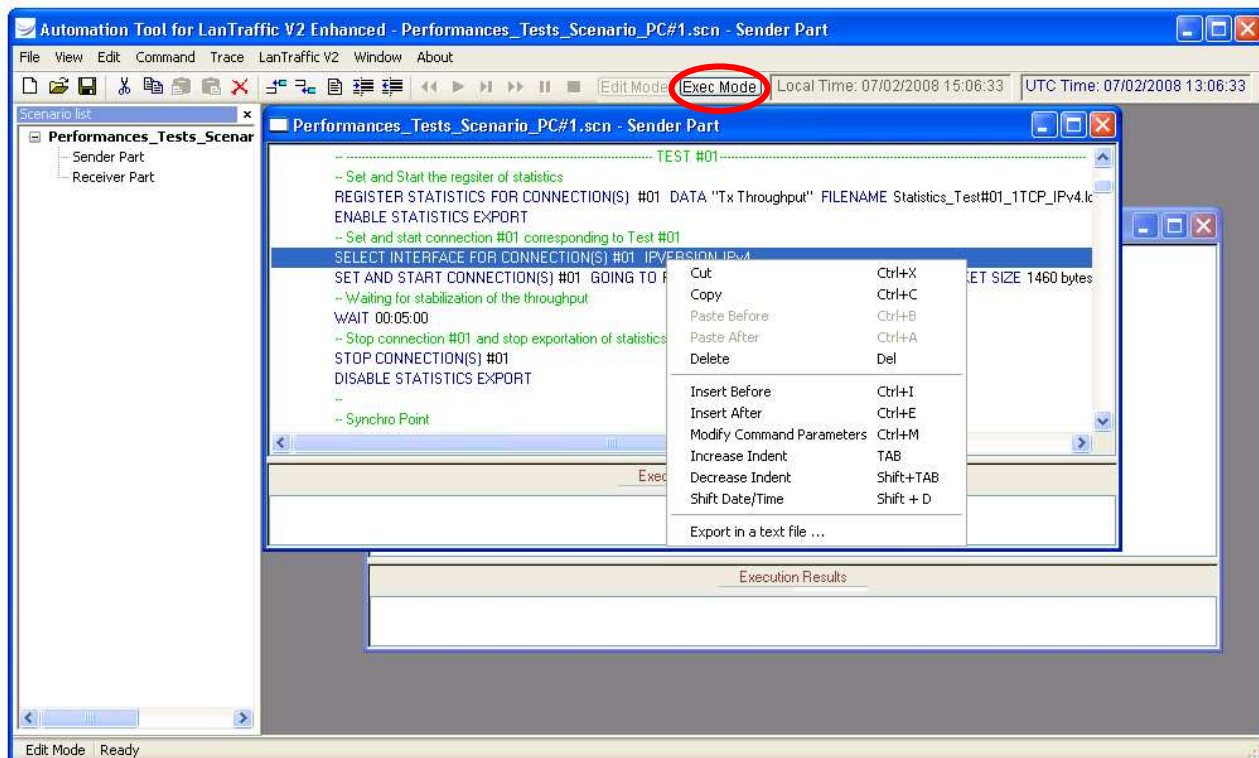 Automation Tool for LanTraffic V2 Enhanced - Performances_Tests_Scenario_PC#1.scn - Sender Part
File View Edit Command Trace LanTraffic V2 Window About
Edit Mode Exec Mode Local Time: 07/02/2008 15:06:33 UTC Time: 07/02/2008 13:06:33
Scenario list
Performances_Tests_Scenar
Sender Part
Receiver Part
Performances_Tests_Scenario_PC#1.scn - Sender Part
-- ---------- TEST #01----------
-- Set and Start the regsiter of statistics
REGISTER STATISTICS FOR CONNECTION(S) #01 DATA "Tx Throughput" FILENAME Statistics_Test#01_1TCP_IPv4.lc
ENABLE STATISTICS EXPORT
-- Set and start connection #01 corresponding to Test #01
SELECT INTERFACE FOR CONNECTION(S) #01 IPVERSION IPv4
SET AND START CONNECTION(S) #01 GOING TO SIZE 1460 bytes
-- Waiting for stabilization of the throughput
WAIT 00:05:00
-- Stop connection #01 and stop exportation of statistics
STOP CONNECTION(S) #01
DISABLE STATISTICS EXPORT
--
-- Synchro Point
Cut Ctrl+X
Copy Ctrl+C
Paste Before Ctrl+B
Paste After Ctrl+A
Delete Del
Insert Before Ctrl+I
Insert After Ctrl+E
Modify Command Parameters Ctrl+M
Increase Indent TAB
Decrease Indent Shift+TAB
Shift Date/Time Shift + D
Export in a text file ...
Exec
Execution Results
Edit Mode Ready